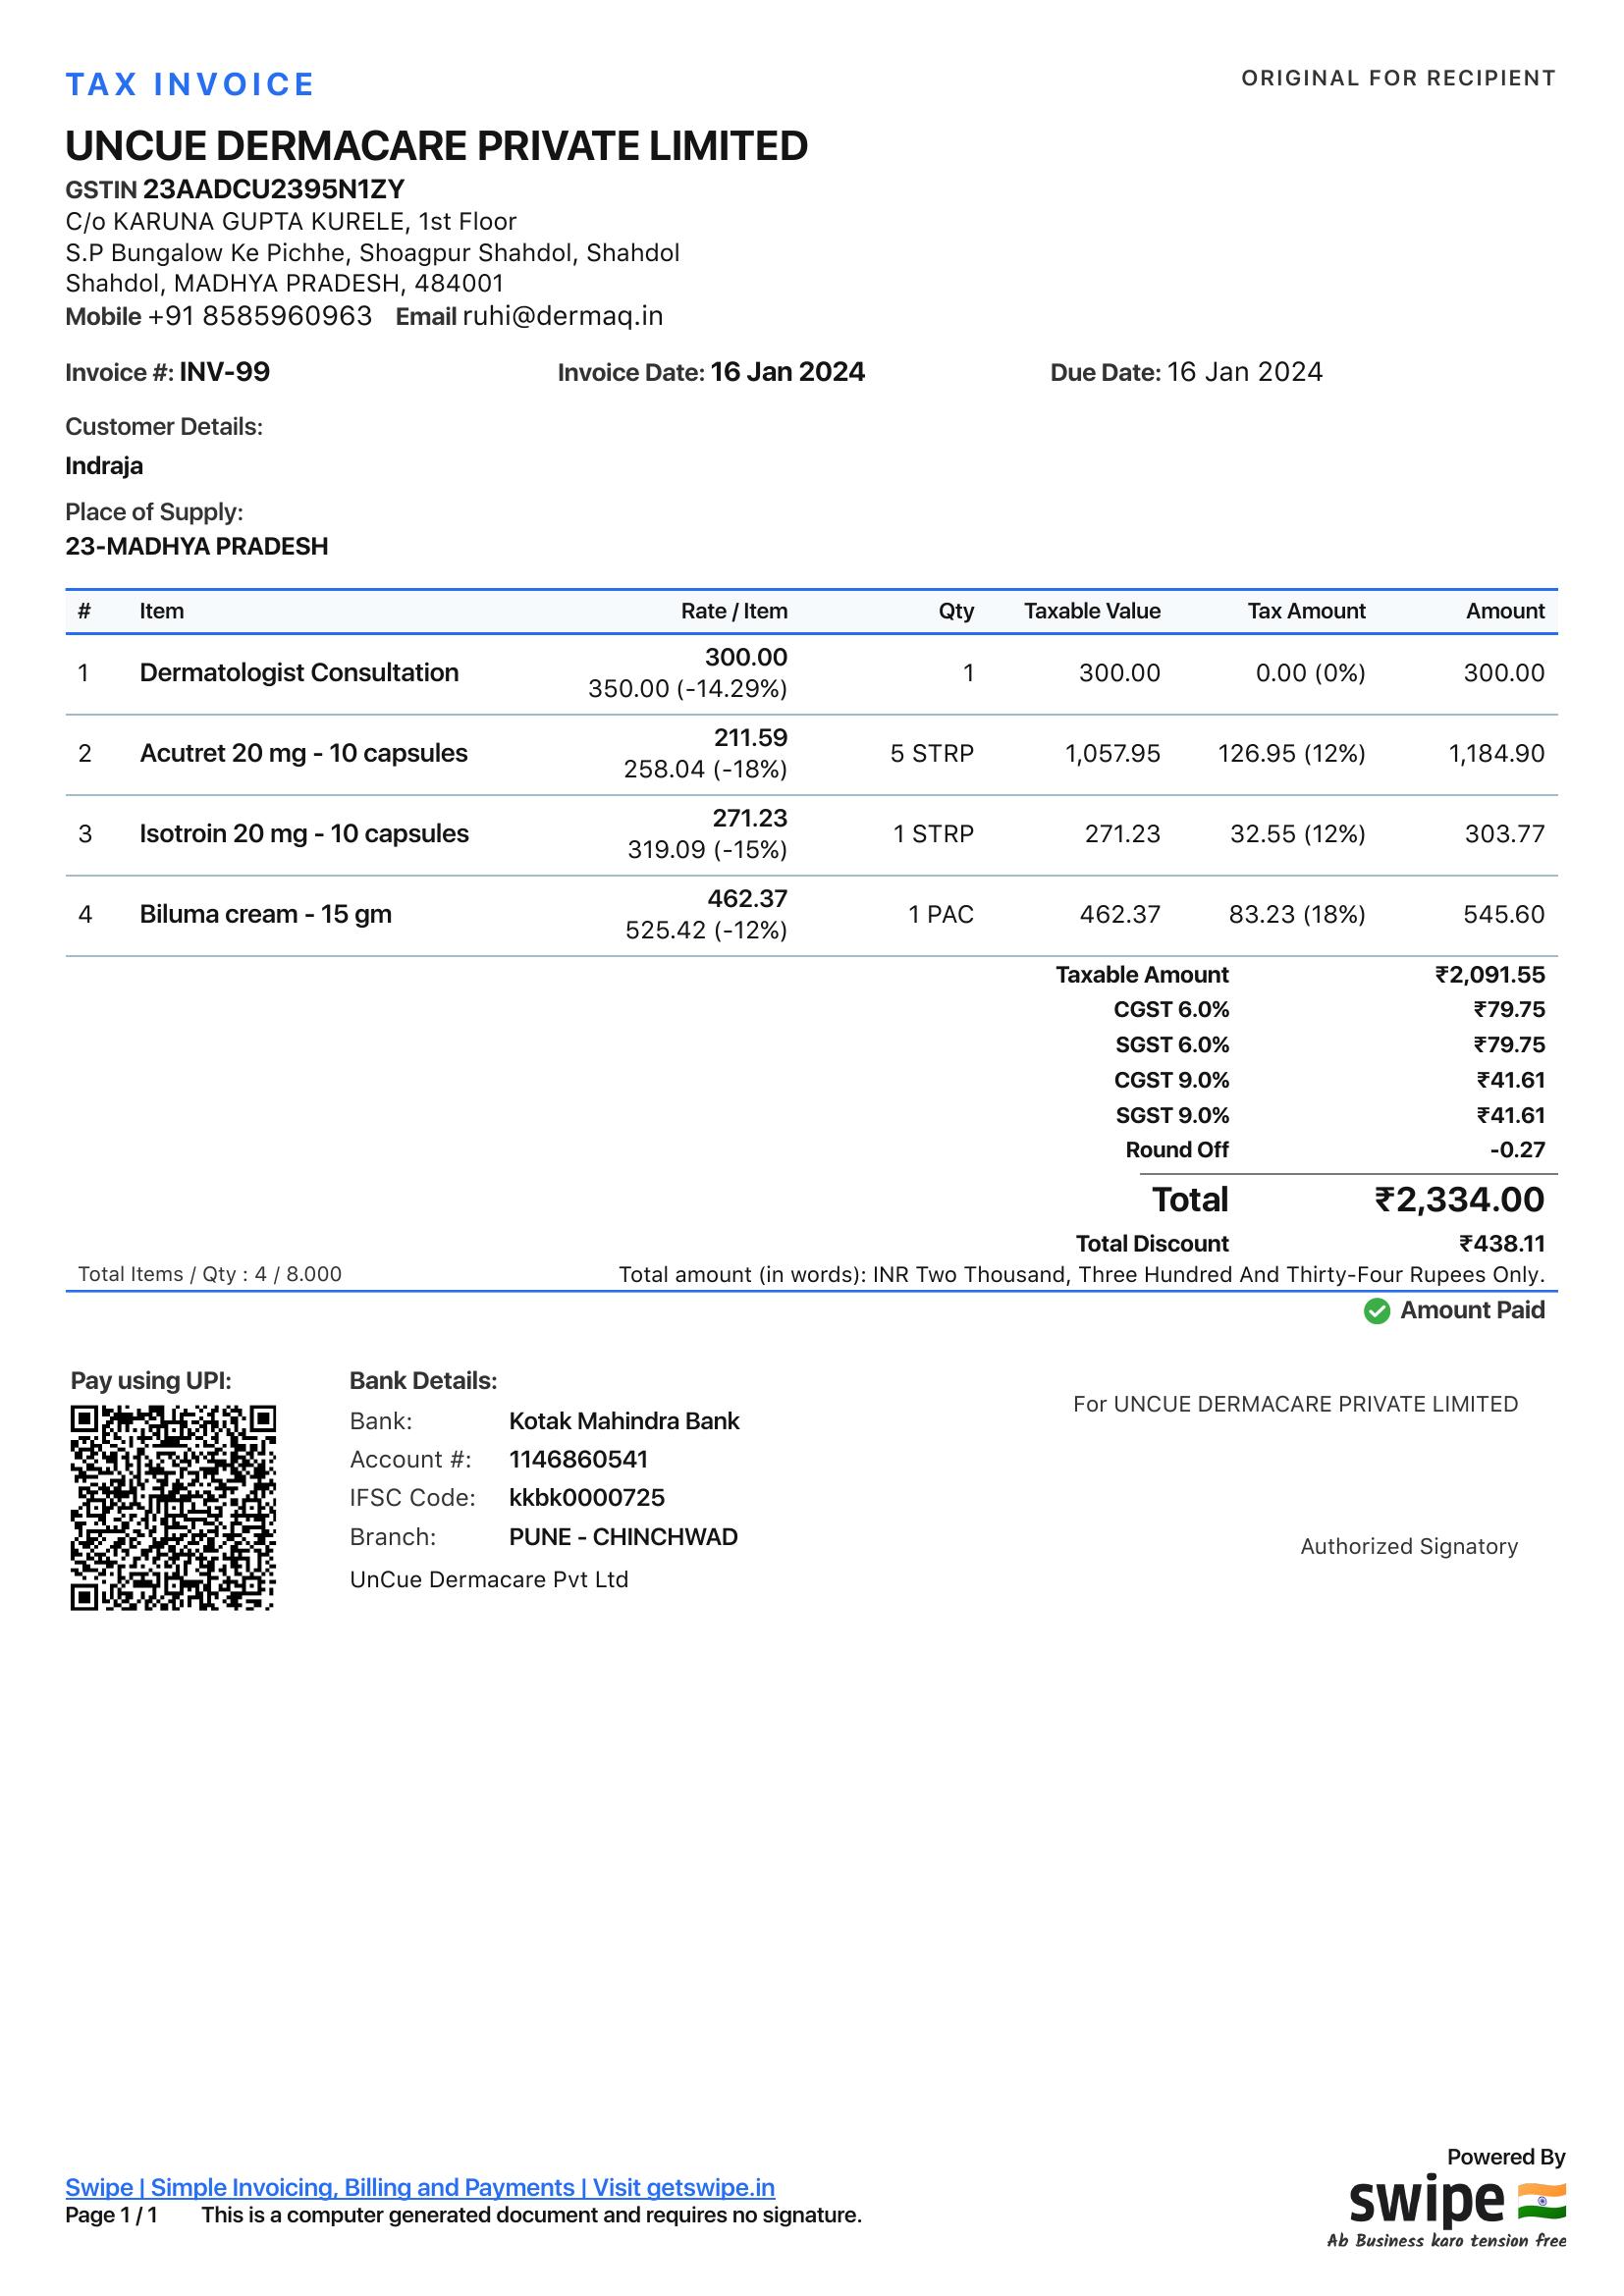 TAX INVOICE
ORIGINAL FOR RECIPIENT
UNCUE DERMACARE PRIVATE LIMITED
GSTIN 23AADCU2395N1ZY
C/o KARUNA GUPTA KURELE, 1st Floor
S.P Bungalow Ke Pichhe, Shoagpur Shahdol, Shahdol
Shahdol, MADHYA PRADESH, 484001
Mobile +91 8585960963 Email ruhi@dermaq.in
Invoice #: INV-99 Invoice Date: 16 Jan 2024 Due Date: 16 Jan 2024
Customer Details:
Indraja
Place of Supply:
23-MADHYA PRADESH
# Item Rate / Item Qty Taxable Value Tax Amount Amount
1 Dermatologist Consultation 300.00 1 300.00 0.00 (0%) 300.00
350.00 (-14.29%)
2 Acutret 20 mg - 10 capsules 211.59 5 STRP 1,057.95 126.95 (12%) 1,184.90
258.04 (-18%)
3 Isotroin 20 mg - 10 capsules 271.23 1 STRP 271.23 32.55 (12%) 303.77
319.09 (-15%)
4 Biluma cream - 15 gm 462.37 1 PAC 462.37 83.23 (18%) 545.60
525.42 (-12%)
Taxable Amount ₹2,091.55
CGST 6.0% ₹79.75
SGST 6.0% ₹79.75
CGST 9.0% ₹41.61
SGST 9.0% ₹41.61
Round Off -0.27
Total ₹2,334.00
Total Discount ₹438.11
Total Items / Qty : 4 / 8.000 Total amount (in words): INR Two Thousand, Three Hundred And Thirty-Four Rupees Only.
Amount Paid
Pay using UPI:
Bank Details:
Bank: Kotak Mahindra Bank
Account #: 1146860541
IFSC Code: kkbk0000725
Branch: PUNE - CHINCHWAD
UnCue Dermacare Pvt Ltd
For UNCUE DERMACARE PRIVATE LIMITED
Authorized Signatory
Swipe | Simple Invoicing, Billing and Payments | Visit getswipe.in
Page 1 / 1 This is a computer generated document and requires no signature.
Powered By
swipe
Ab Business karo tension free